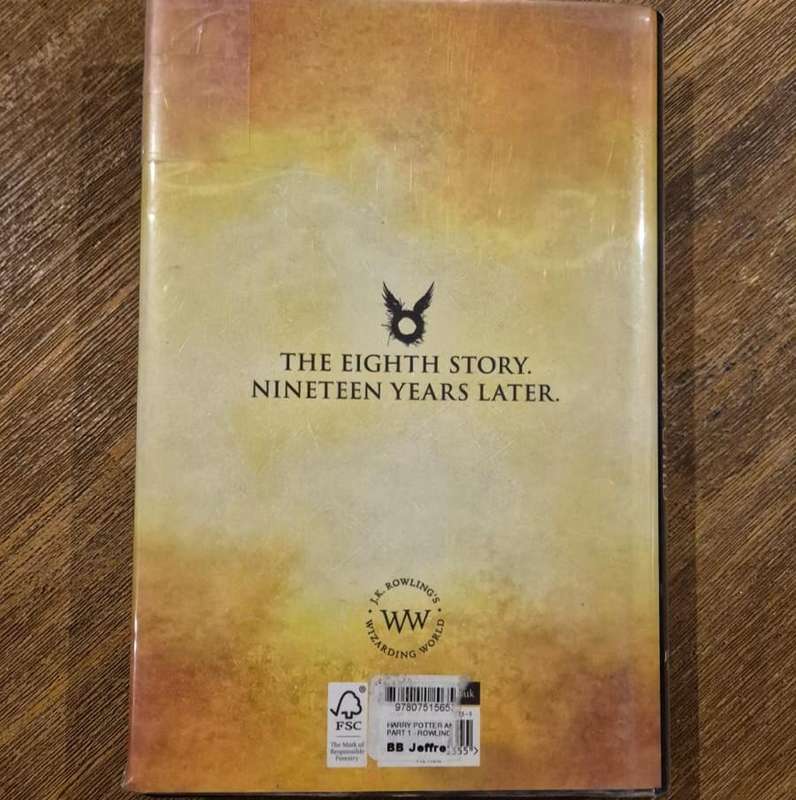 THE EIGHTH STORY.
NINETEEN YEARS LATER.
J.K. ROWLING'S
WIZARDING WORLD
WW
FSC
®
The Mark of
Responsible
Forestry
uk
HARRY POTTER
PART 1 - ROWLING
BB Jeffre